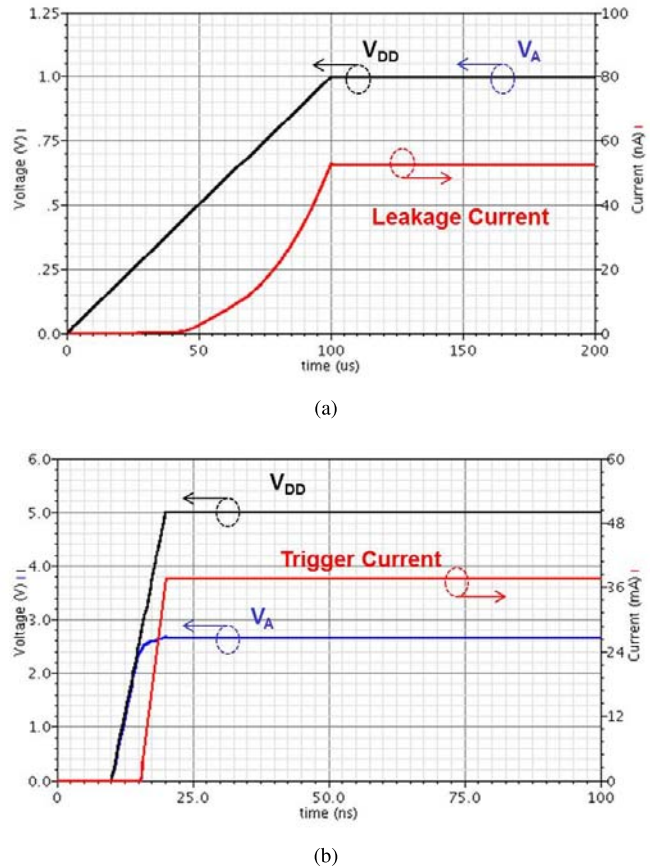 1.25
1.0
.75
.5
.25
0.0
Voltage (V)
V_DD
V_A
Leakage Current
100
80
60
40
20
0
Current (nA)
0
50
100
150
200
time (us)
(a)
6.0
5.0
4.0
3.0
2.0
1.0
0.0
Voltage (V)
V_DD
Trigger Current
V_A
60
48
36
24
12
0
Current (mA)
0
25.0
50.0
75.0
100
time (ns)
(b)